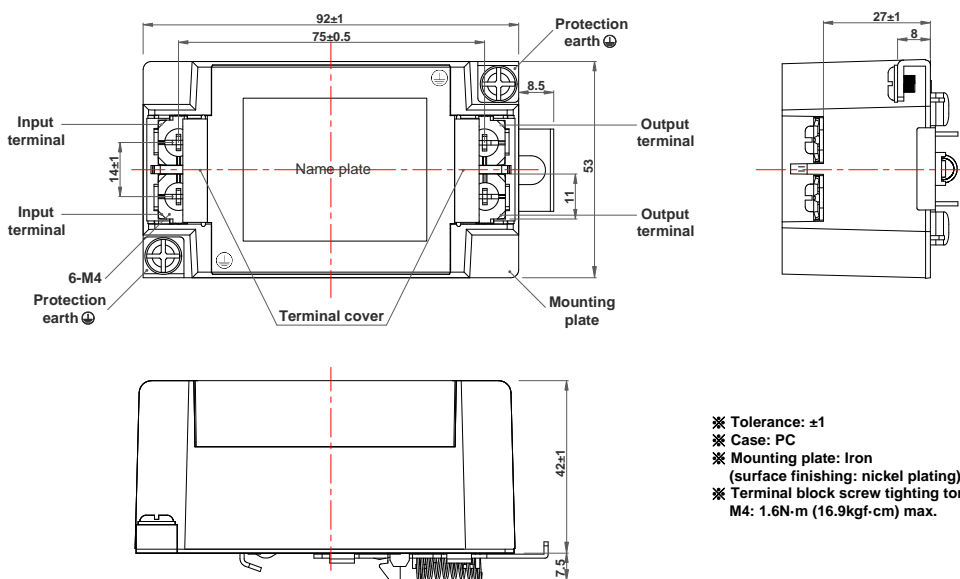 92±1
75±0.5
Protection
earth
8.5
Input
terminal
14±1
Input
terminal
6-M4
Protection
earth
Name plate
Terminal cover
Output
terminal
53
11
Output
terminal
Mounting
plate
27±1
8
42±1
7.5
※ Tolerance: ±1
※ Case: PC
※ Mounting plate: Iron
(surface finishing: nickel plating)
※ Terminal block screw tighting tor
M4: 1.6N·m (16.9kgf·cm) max.